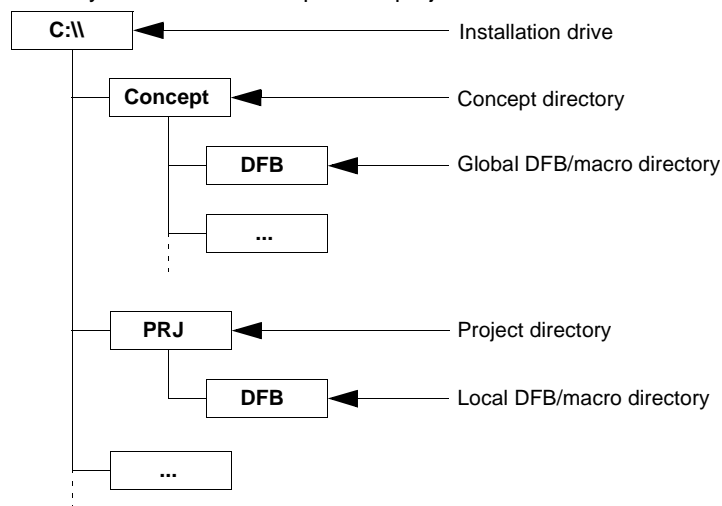 C:\\ Installation drive
Concept Concept directory
DFB Global DFB/macro directory
...
PRJ Project directory
DFB Local DFB/macro directory
...